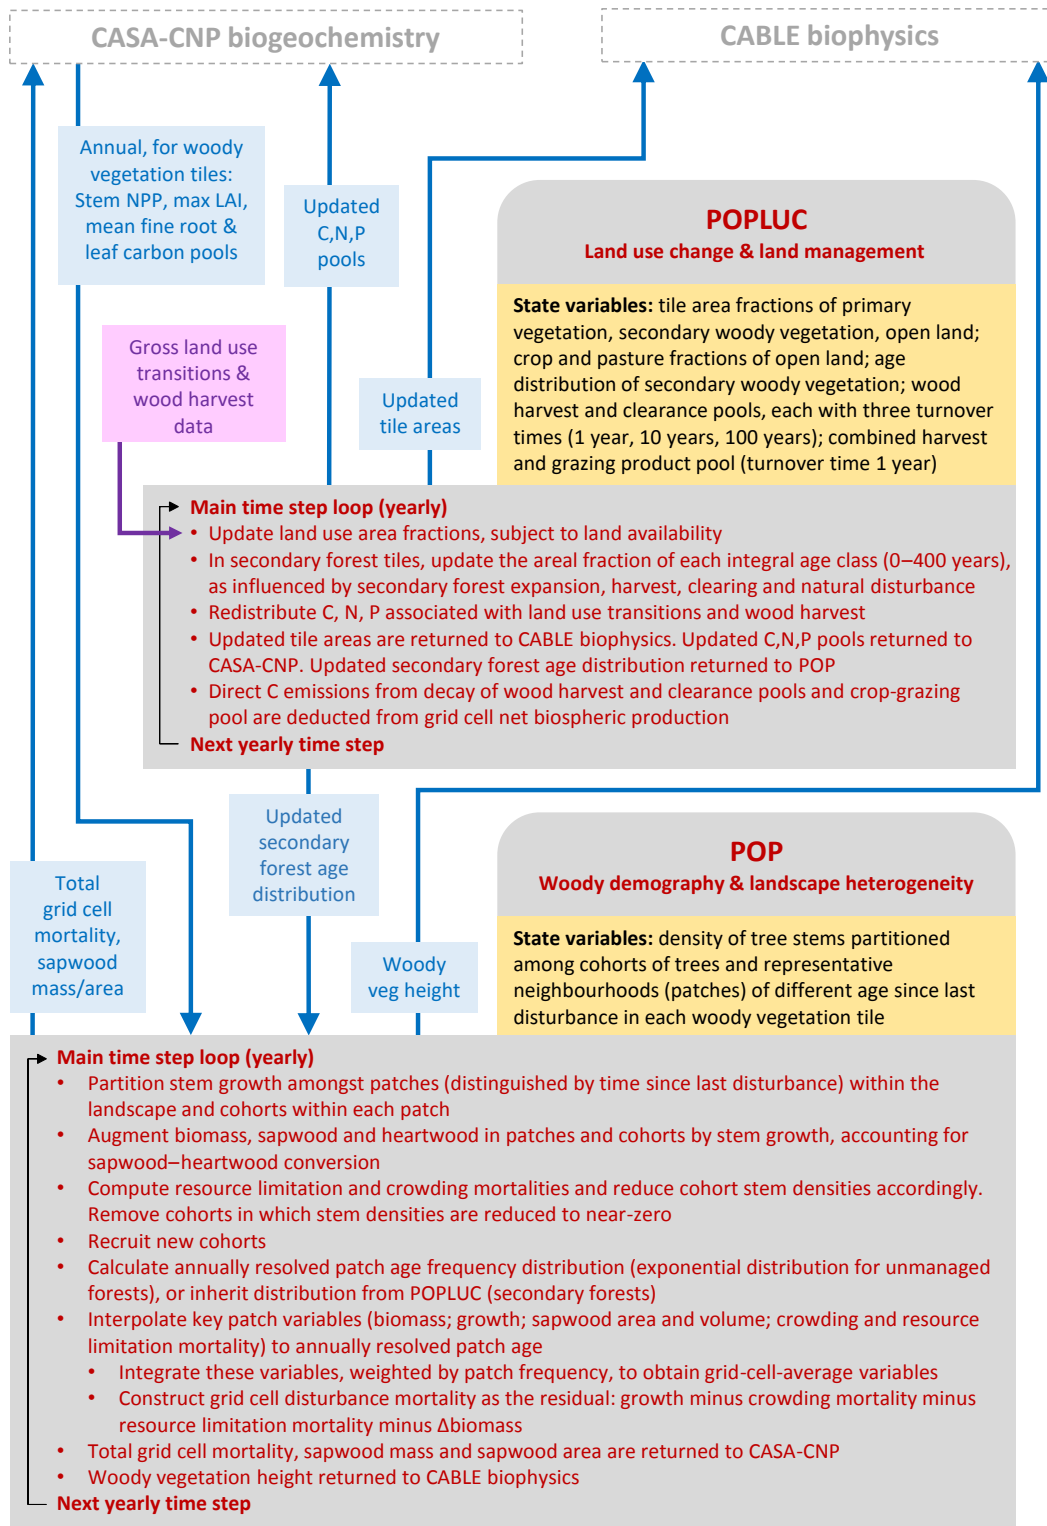 CASA-CNP biogeochemistry
CABLE biophysics
Annual, for woody
vegetation tiles:
Stem NPP, max LAI,
mean fine root &
leaf carbon pools
Updated
C,N,P
pools
Gross land use
transitions &
wood harvest
data
Updated
tile areas
POPLUC
Land use change & land management
State variables: tile area fractions of primary
vegetation, secondary woody vegetation, open land;
crop and pasture fractions of open land; age
distribution of secondary woody vegetation; wood
harvest and clearance pools, each with three turnover
times (1 year, 10 years, 100 years); combined harvest
and grazing product pool (turnover time 1 year)
Main time step loop (yearly)
• Update land use area fractions, subject to land availability
• In secondary forest tiles, update the areal fraction of each integral age class (0–400 years),
as influenced by secondary forest expansion, harvest, clearing and natural disturbance
• Redistribute C, N, P associated with land use transitions and wood harvest
• Updated tile areas are returned to CABLE biophysics. Updated C,N,P pools returned to
CASA-CNP. Updated secondary forest age distribution returned to POP
• Direct C emissions from decay of wood harvest and clearance pools and crop-grazing
pool are deducted from grid cell net biospheric production
Next yearly time step
Updated
secondary
forest age
distribution
Total
grid cell
mortality,
sapwood
mass/area
Woody
veg height
POP
Woody demography & landscape heterogeneity
State variables: density of tree stems partitioned
among cohorts of trees and representative
neighbourhoods (patches) of different age since last
disturbance in each woody vegetation tile
Main time step loop (yearly)
• Partition stem growth amongst patches (distinguished by time since last disturbance) within the
landscape and cohorts within each patch
• Augment biomass, sapwood and heartwood in patches and cohorts by stem growth, accounting for
sapwood–heartwood conversion
• Compute resource limitation and crowding mortalities and reduce cohort stem densities accordingly.
Remove cohorts in which stem densities are reduced to near-zero
• Recruit new cohorts
• Calculate annually resolved patch age frequency distribution (exponential distribution for unmanaged
forests), or inherit distribution from POPLUC (secondary forests)
• Interpolate key patch variables (biomass; growth; sapwood area and volume; crowding and resource
limitation mortality) to annually resolved patch age
• Integrate these variables, weighted by patch frequency, to obtain grid-cell-average variables
• Construct grid cell disturbance mortality as the residual: growth minus crowding mortality minus
resource limitation mortality minus Δbiomass
• Total grid cell mortality, sapwood mass and sapwood area are returned to CASA-CNP
• Woody vegetation height returned to CABLE biophysics
Next yearly time step